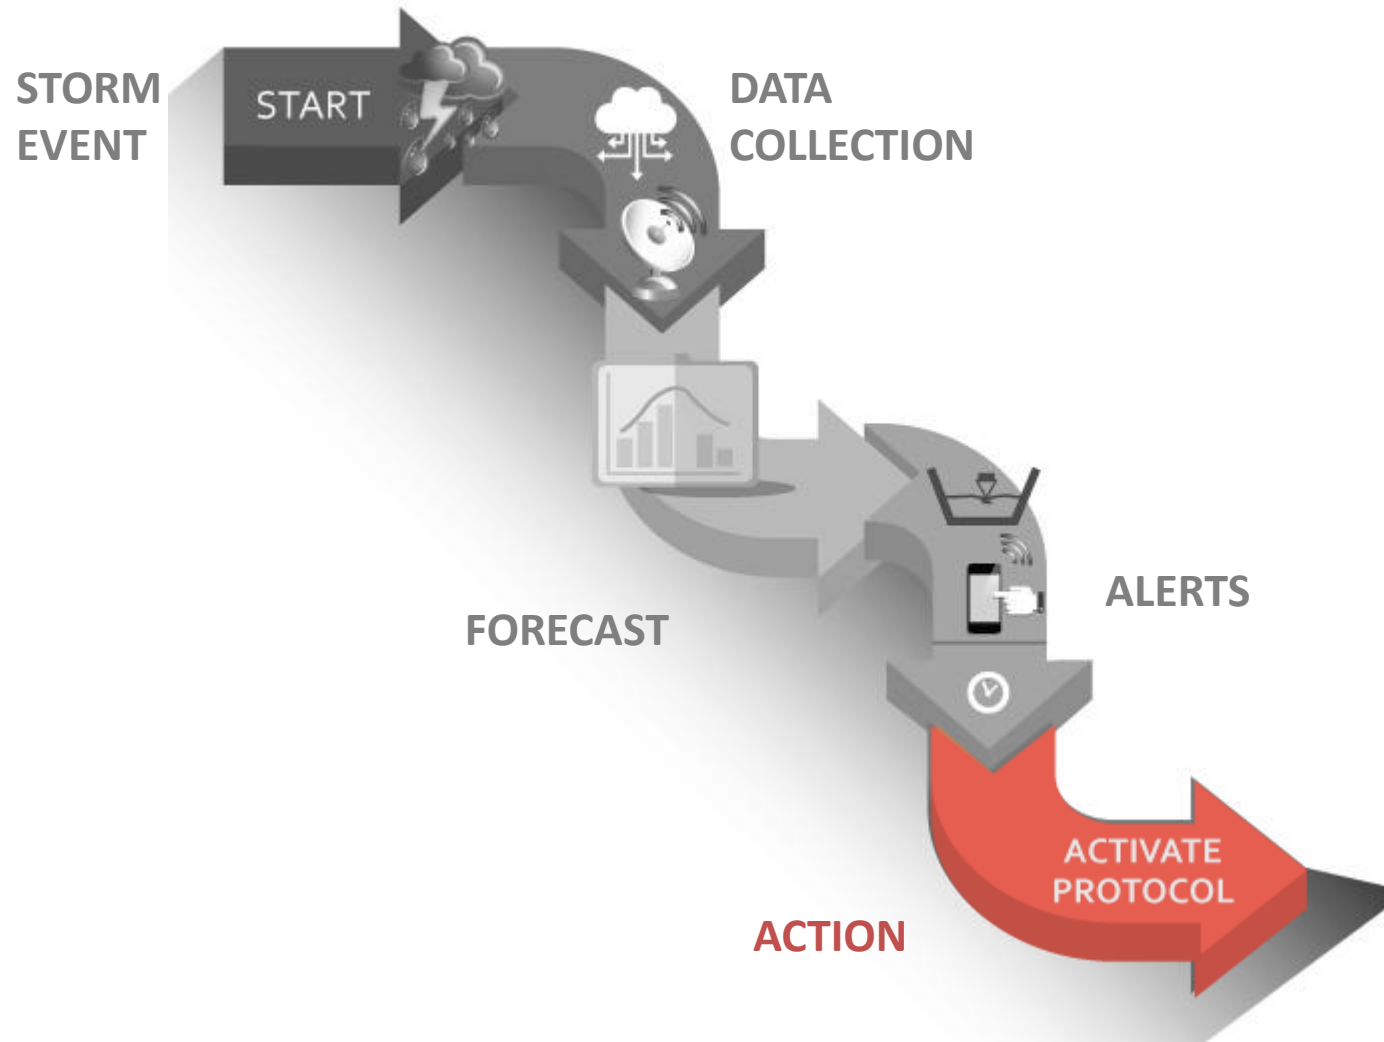 STORM
EVENT
START
DATA
COLLECTION
FORECAST
ALERTS
ACTIVATE
PROTOCOL
ACTION